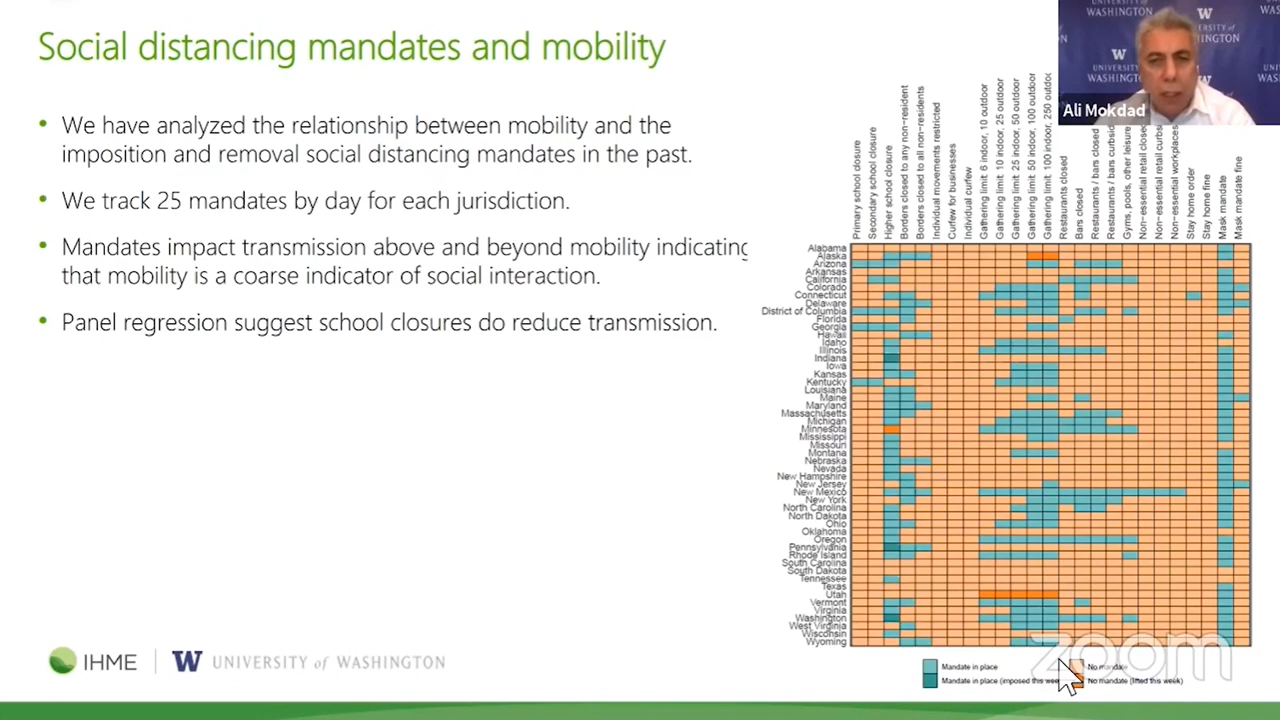 Social distancing mandates and mobility
We have analyzed the relationship between mobility and the
imposition and removal social distancing mandates in the past.
We track 25 mandates by day for each jurisdiction.
Mandates impact transmission above and beyond mobility indicating
that mobility is a coarse indicator of social interaction.
Panel regression suggest school closures do reduce transmission.
UNIVERSITY of WASHINGTON
Ali Mokdad
Primary school closure
Secondary school closure
Higher school closure
Borders closed to any non-resident
Borders closed to all non-residents
Individual movements restricted
Curfew for businesses
Individual curfew
Gathering limit: 6 indoor, 10 outdoor
Gathering limit: 10 indoor, 25 outdoor
Gathering limit: 25 indoor, 50 outdoor
Gathering limit: 50 indoor, 100 outdoor
Gathering limit: 100 indoor, 250 outdoo
Restaurants closed
Bars closed
Restaurants / bars closed
Restaurants / bars curbsid
Gyms, pools, other leisure
Non-essential retail closed
Non-essential retail curbsi
Non-essential workplaces
Stay home order
Stay home fine
Mask mandate
Mask mandate fine
Alabama
Alaska
Arizona
Arkansas
California
Colorado
Connecticut
Delaware
District of Columbia
Florida
Georgia
Hawaii
Idaho
Illinois
Indiana
Iowa
Kansas
Kentucky
Louisiana
Maine
Maryland
Massachusetts
Michigan
Minnesota
Mississippi
Missouri
Montana
Nebraska
Nevada
New Hampshire
New Jersey
New Mexico
New York
North Carolina
North Dakota
Ohio
Oklahoma
Oregon
Pennsylvania
Rhode Island
South Carolina
South Dakota
Tennessee
Texas
Utah
Vermont
Virginia
Washington
West Virginia
Wisconsin
Wyoming
Mandate in place
Mandate in place (imposed this week
No mandate
No mandate (lifted this week)
zoom
IHME
W UNIVERSITY of WASHINGTON